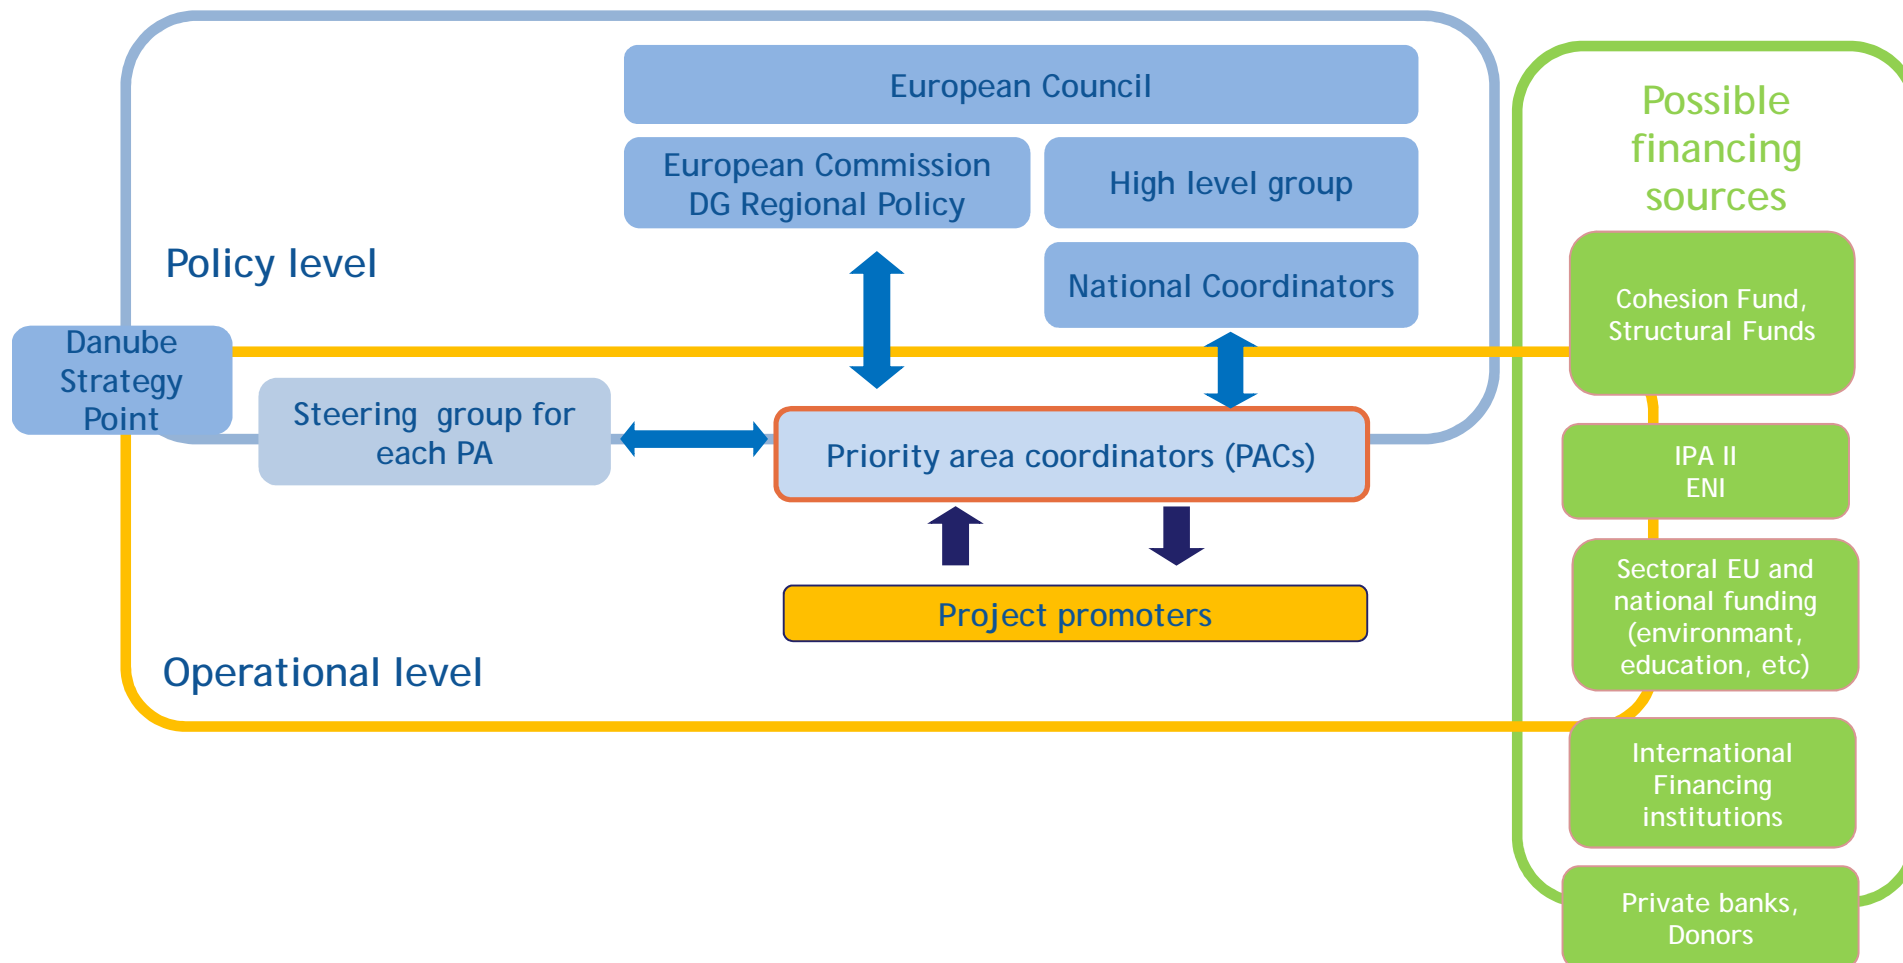 European Council
European Commission
DG Regional Policy
High level group
National Coordinators
Policy level
Danube
Strategy
Point
Steering group for
each PA
Priority area coordinators (PACs)
Project promoters
Operational level
Possible
financing
sources
Cohesion Fund,
Structural Funds
IPA II
ENI
Sectoral EU and
national funding
(environmant,
education, etc)
International
Financing
institutions
Private banks,
Donors